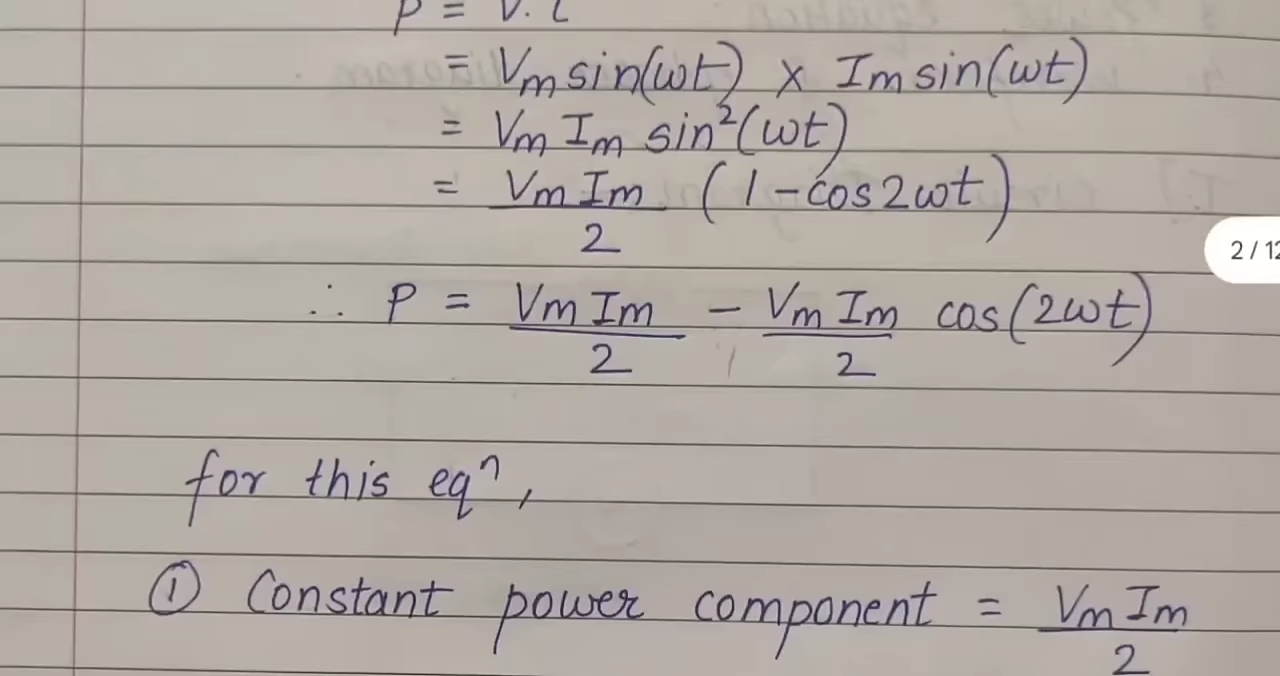 P = V. i
= Vm sin(ωt) × Im sin(ωt)
= Vm Im sin²(ωt)
= Vm Im / 2 (1 - cos 2ωt)
∴ P = Vm Im / 2 - Vm Im / 2 cos(2ωt)
for this eqⁿ,
① Constant power component = Vm Im / 2
2 / 12